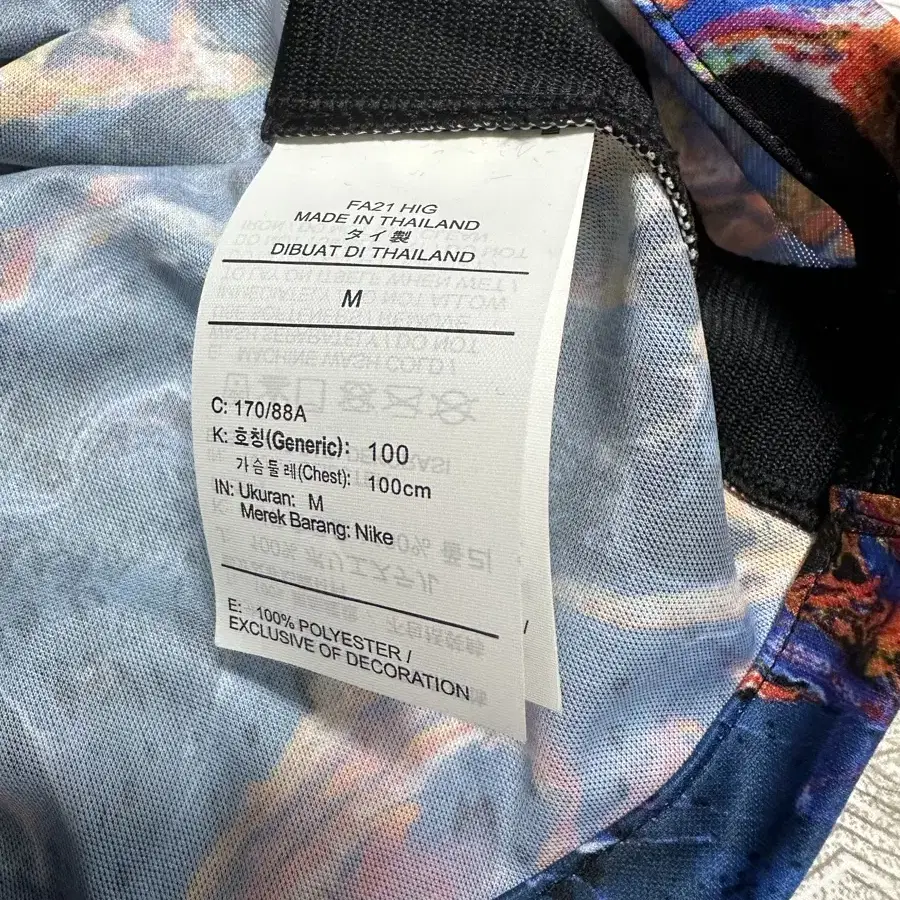 FA21 HIG
MADE IN THAILAND
タイ製
DIBUAT DI THAILAND
M
C: 170/88A
K: 호칭(Generic): 100
가슴둘레(Chest): 100cm
IN: Ukuran: M
Merek Barang: Nike
E: 100% POLYESTER /
EXCLUSIVE OF DECORATION